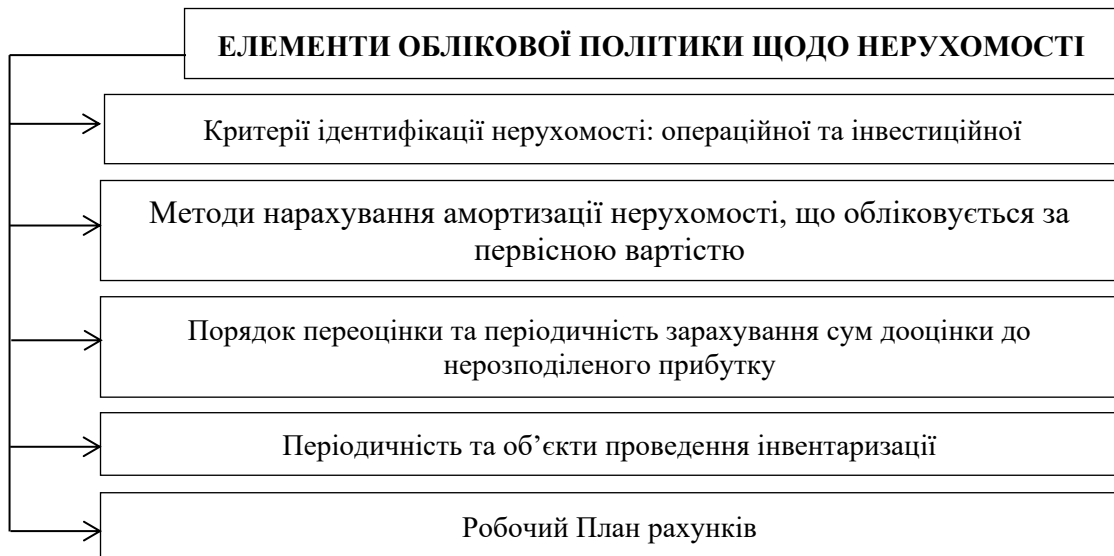 ЕЛЕМЕНТИ ОБЛІКОВОЇ ПОЛІТИКИ ЩОДО НЕРУХОМОСТІ
Критерії ідентифікації нерухомості: операційної та інвестиційної
Методи нарахування амортизації нерухомості, що обліковується за
первісною вартістю
Порядок переоцінки та періодичність зарахування сум дооцінки до
нерозподіленого прибутку
Періодичність та об’єкти проведення інвентаризації
Робочий План рахунків